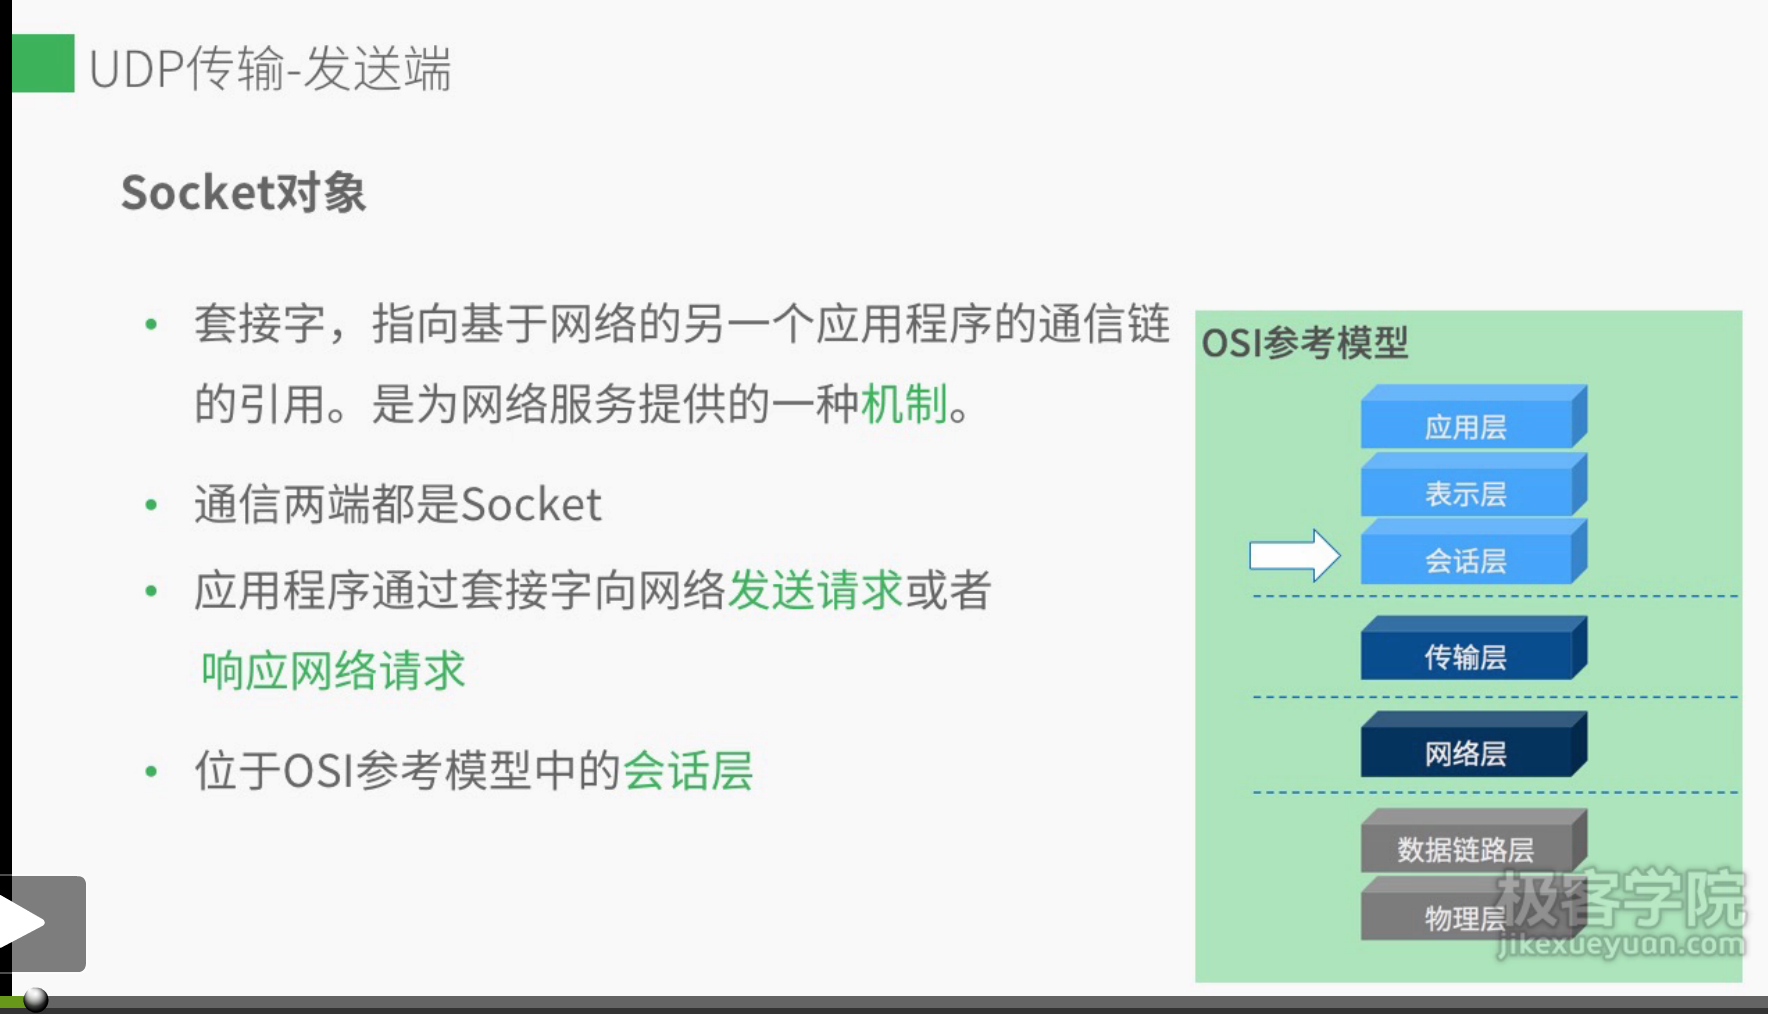 UDP传输-发送端
Socket对象
• 套接字，指向基于网络的另一个应用程序的通信链
的引用。是为网络服务提供的一种机制。
• 通信两端都是Socket
• 应用程序通过套接字向网络发送请求或者
响应网络请求
• 位于OSI参考模型中的会话层
OSI参考模型
应用层
表示层
会话层
传输层
网络层
数据链路层
物理层
极客学院
jikexueyuan.com